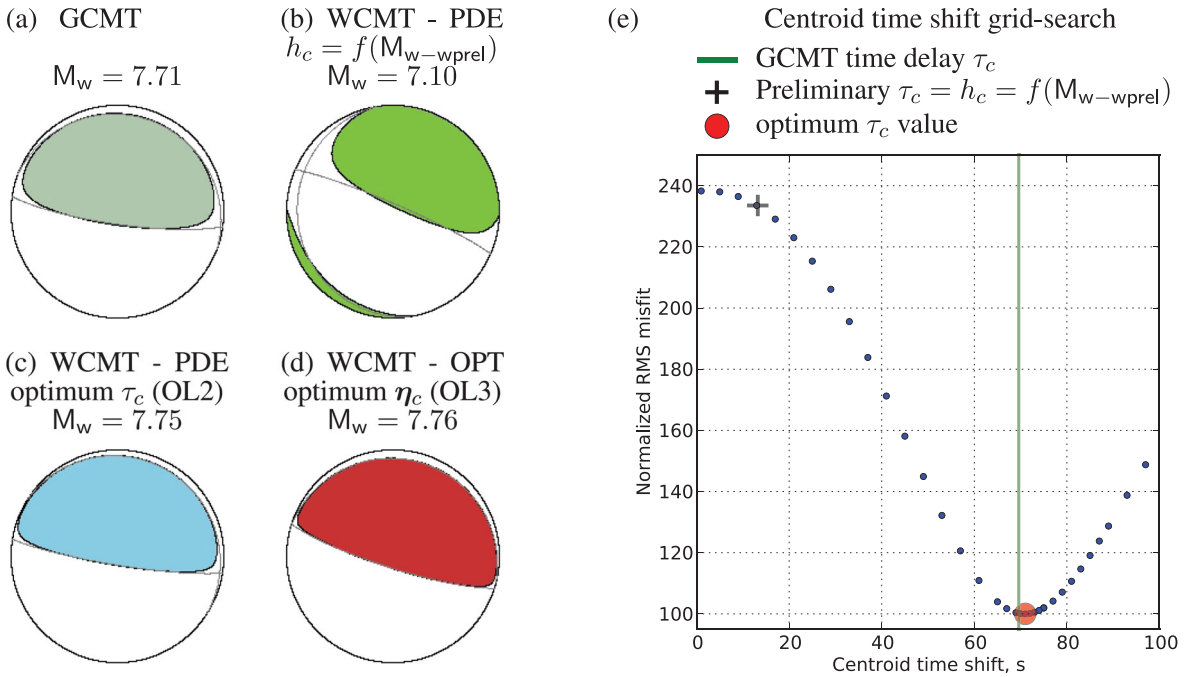 (a) GCMT
M_w = 7.71
(b) WCMT - PDE
h_c = f(M_w−wprel)
M_w = 7.10
(c) WCMT - PDE
optimum τ_c (OL2)
M_w = 7.75
(d) WCMT - OPT
optimum η_c (OL3)
M_w = 7.76
(e) Centroid time shift grid-search
GCMT time delay τ_c
Preliminary τ_c = h_c = f(M_w−wprel)
optimum τ_c value
Normalized RMS misfit
240
220
200
180
160
140
120
100
0 20 40 60 80 100
Centroid time shift, s